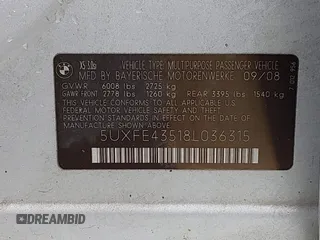 BMW
X5 3.0si VEHICLE TYPE MULTIPURPOSE PASSENGER VEHICLE
MFD BY BAYERISCHE MOTORENWERKE 09/08
GVWR 6008 lbs 2725 kg
GAWR FRONT 2778 lbs 1260 kg REAR 3395 lbs 1540 kg
THIS VEHICLE CONFORMS TO ALL APPLICABLE U.S.
FEDERAL MOTOR VEHICLE SAFETY, BUMPER, AND THEFT
PREVENTION STANDARDS IN EFFECT ON THE DATE OF
MANUFACTURE SHOWN ABOVE.
5UXFE43518L036315
DREAMBID